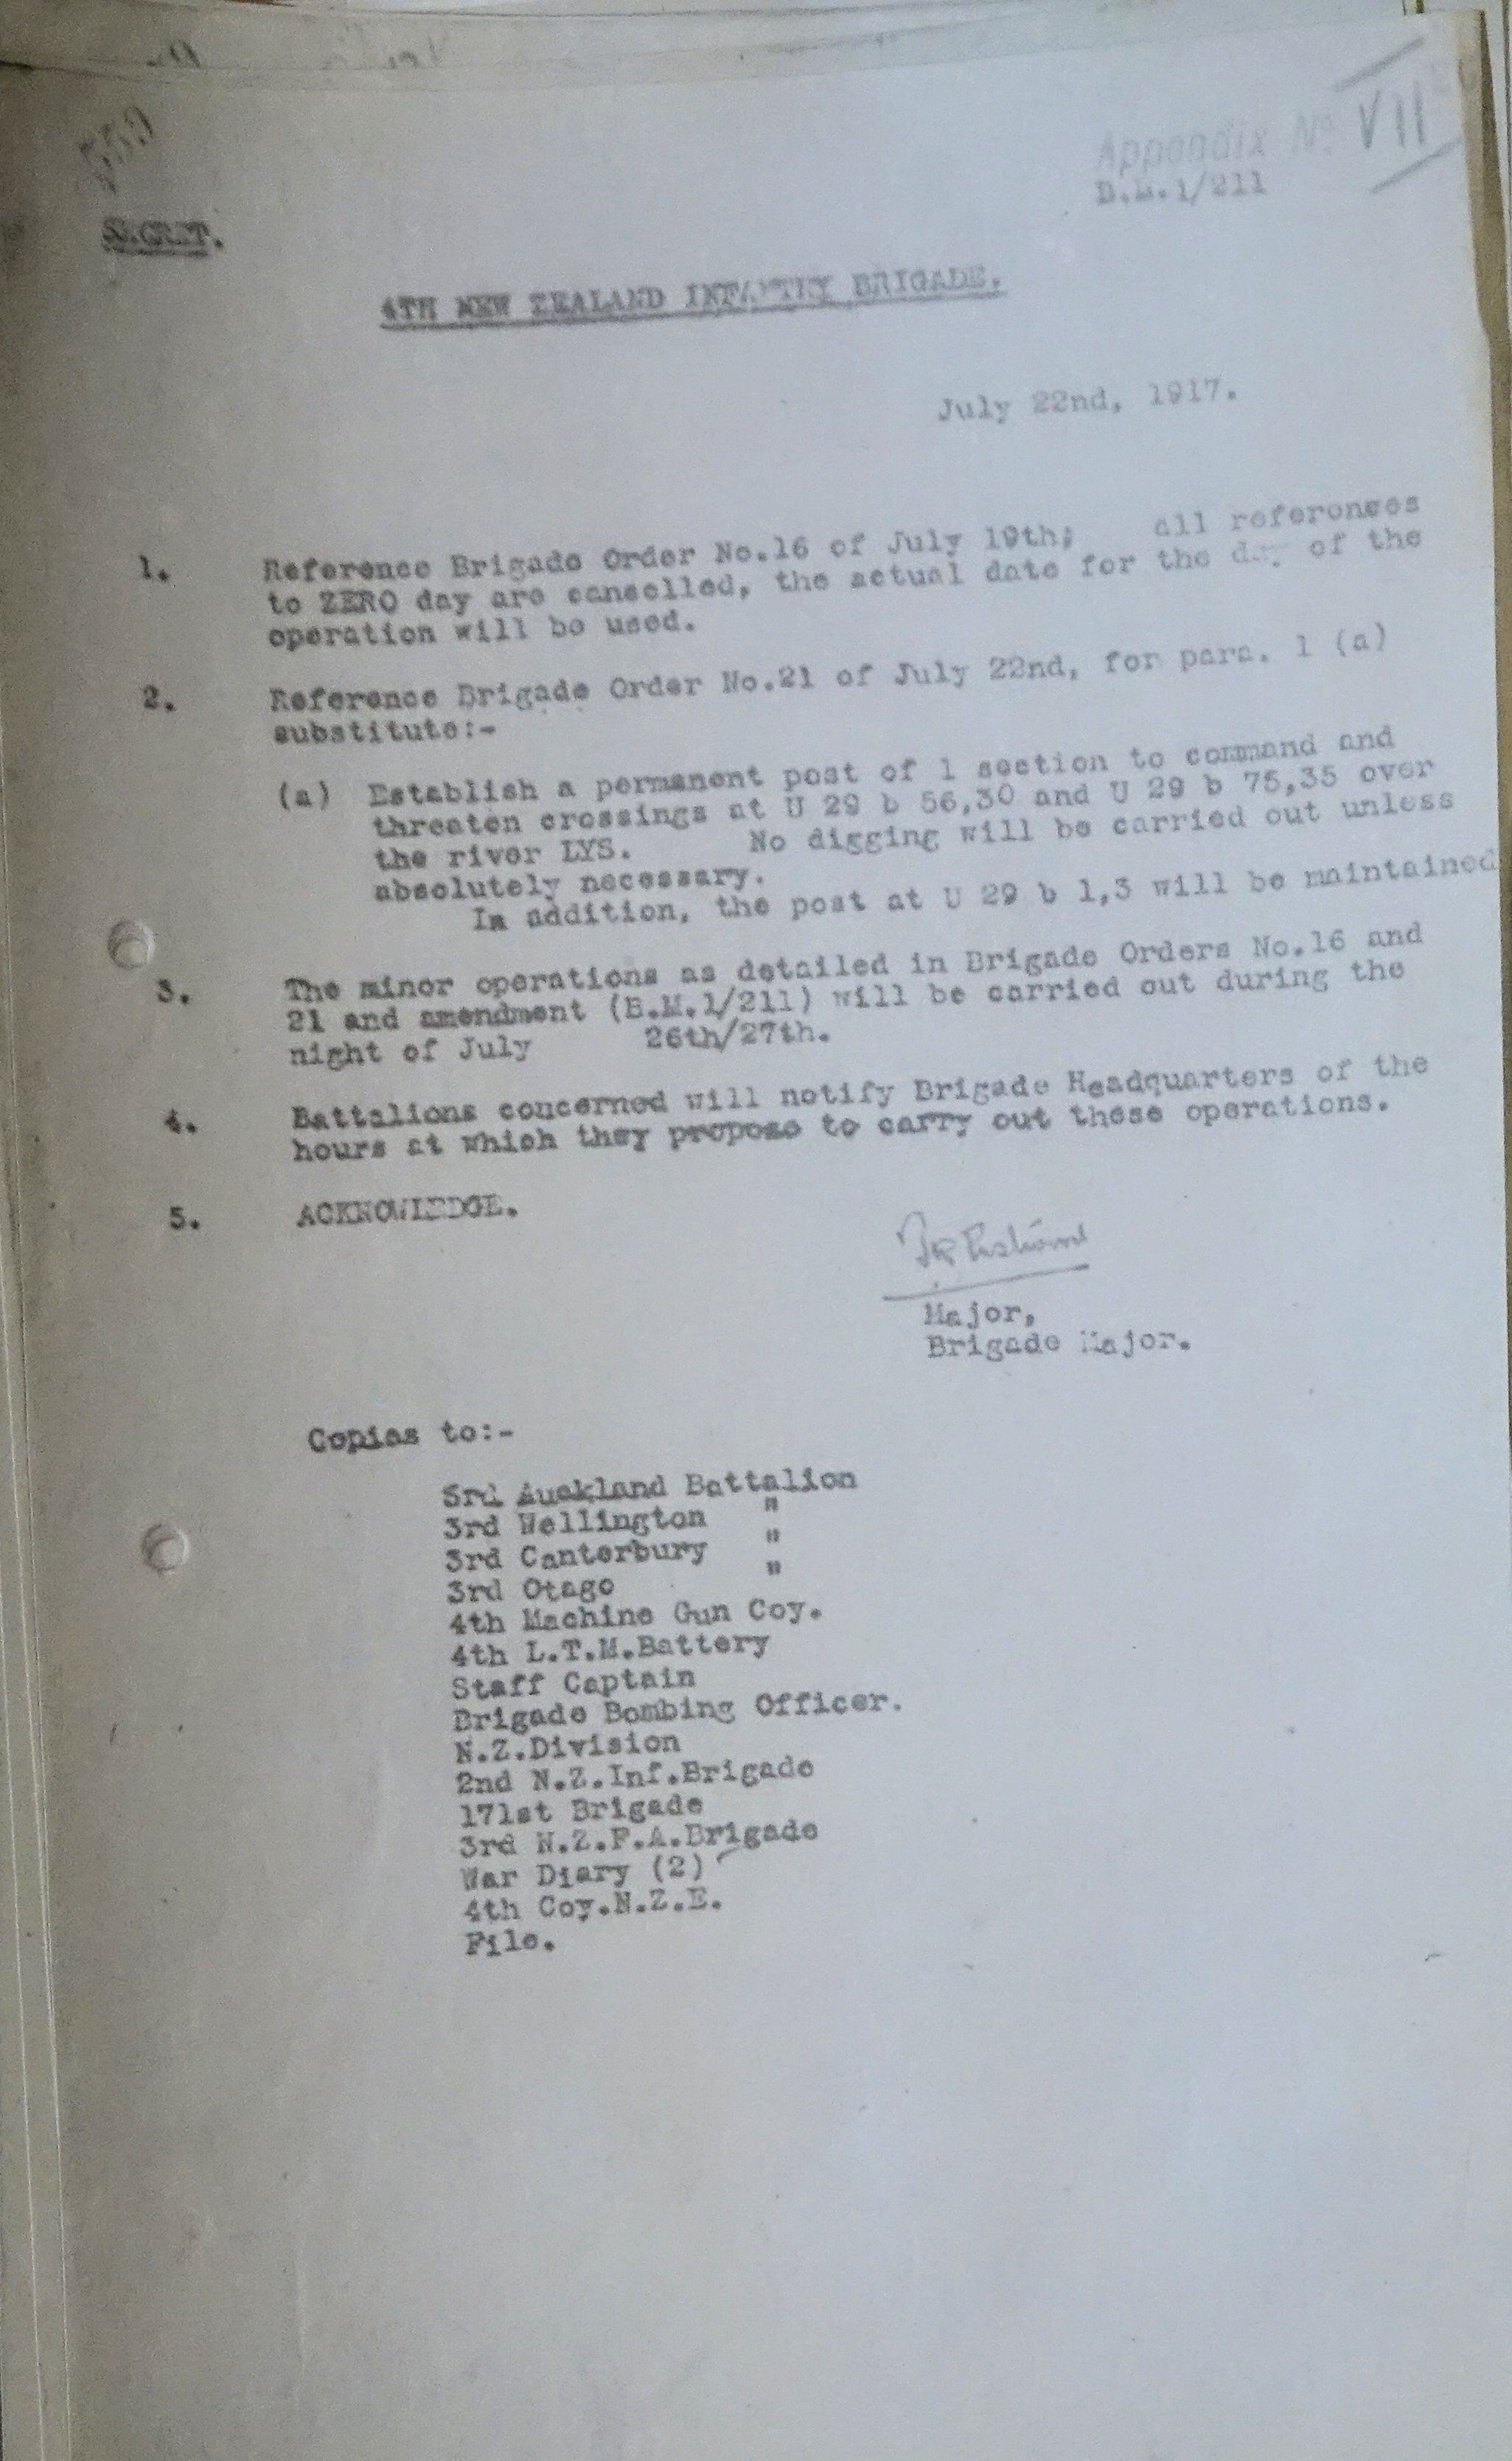 Appendix No. VII
B.M.1/211
SECRET.
4TH NEW ZEALAND INFANTRY BRIGADE.
July 22nd, 1917.
1. Reference Brigade Order No.16 of July 19th; all references
to ZERO day are cancelled, the actual date for the day of the
operation will be used.
2. Reference Brigade Order No.21 of July 22nd, for para. 1 (a)
substitute:-
(a) Establish a permanent post of 1 section to command and
threaten crossings at U 29 b 56,30 and U 29 b 75,35 over
the river LYS. No digging will be carried out unless
absolutely necessary.
In addition, the post at U 29 b 1,3 will be maintained
3. The minor operations as detailed in Brigade Orders No.16 and
21 and amendment (B.M.1/211) will be carried out during the
night of July 26th/27th.
4. Battalions concerned will notify Brigade Headquarters of the
hours at which they propose to carry out these operations.
5. ACKNOWLEDGE.
Major,
Brigade Major.
Copies to:-
3rd Auckland Battalion
3rd Wellington "
3rd Canterbury "
3rd Otago "
4th Machine Gun Coy.
4th L.T.M.Battery
Staff Captain
Brigade Bombing Officer.
N.Z.Division
2nd N.Z.Inf.Brigade
171st Brigade
3rd N.Z.F.A.Brigade
War Diary (2)
4th Coy.N.Z.E.
File.